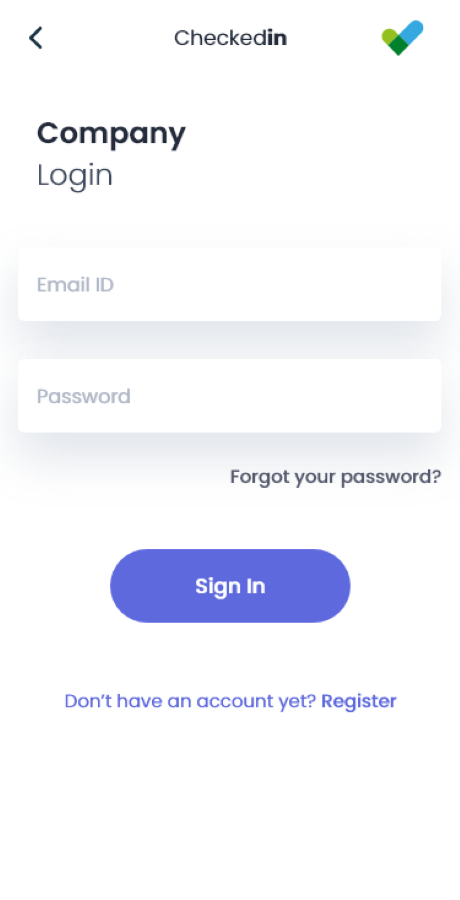 Checkedin
Company
Login
Email ID
Password
Forgot your password?
Sign In
Don’t have an account yet? Register